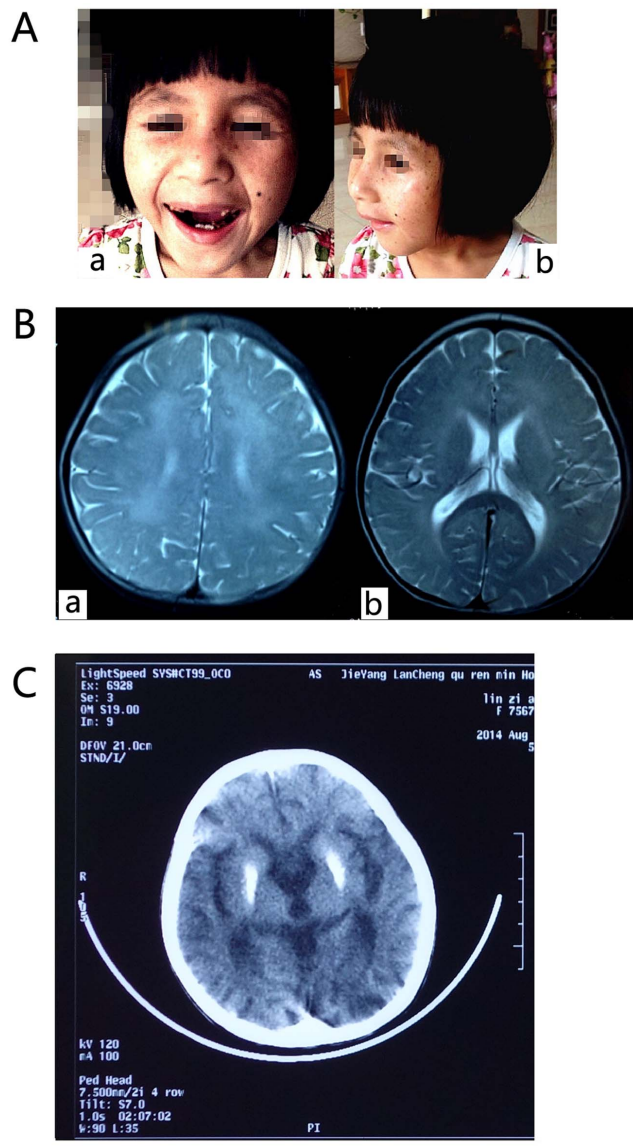 A
a
b
B
a
b
C
LightSpeed SYS#CT99_OC0 AS JieYang LanCheng qu ren min Ho
Ex: 6928
Se: 3
OM S19.00
Im: 9
lin zi a
F 7567
DFOV 21.0cm
STND/I/
2014 Aug
5
R
kV 120
mA 100
Ped Head
7.500mm/2i 4 row
Tilt: S7.0
1.0s 02:07:02
W:90 L:35
PI